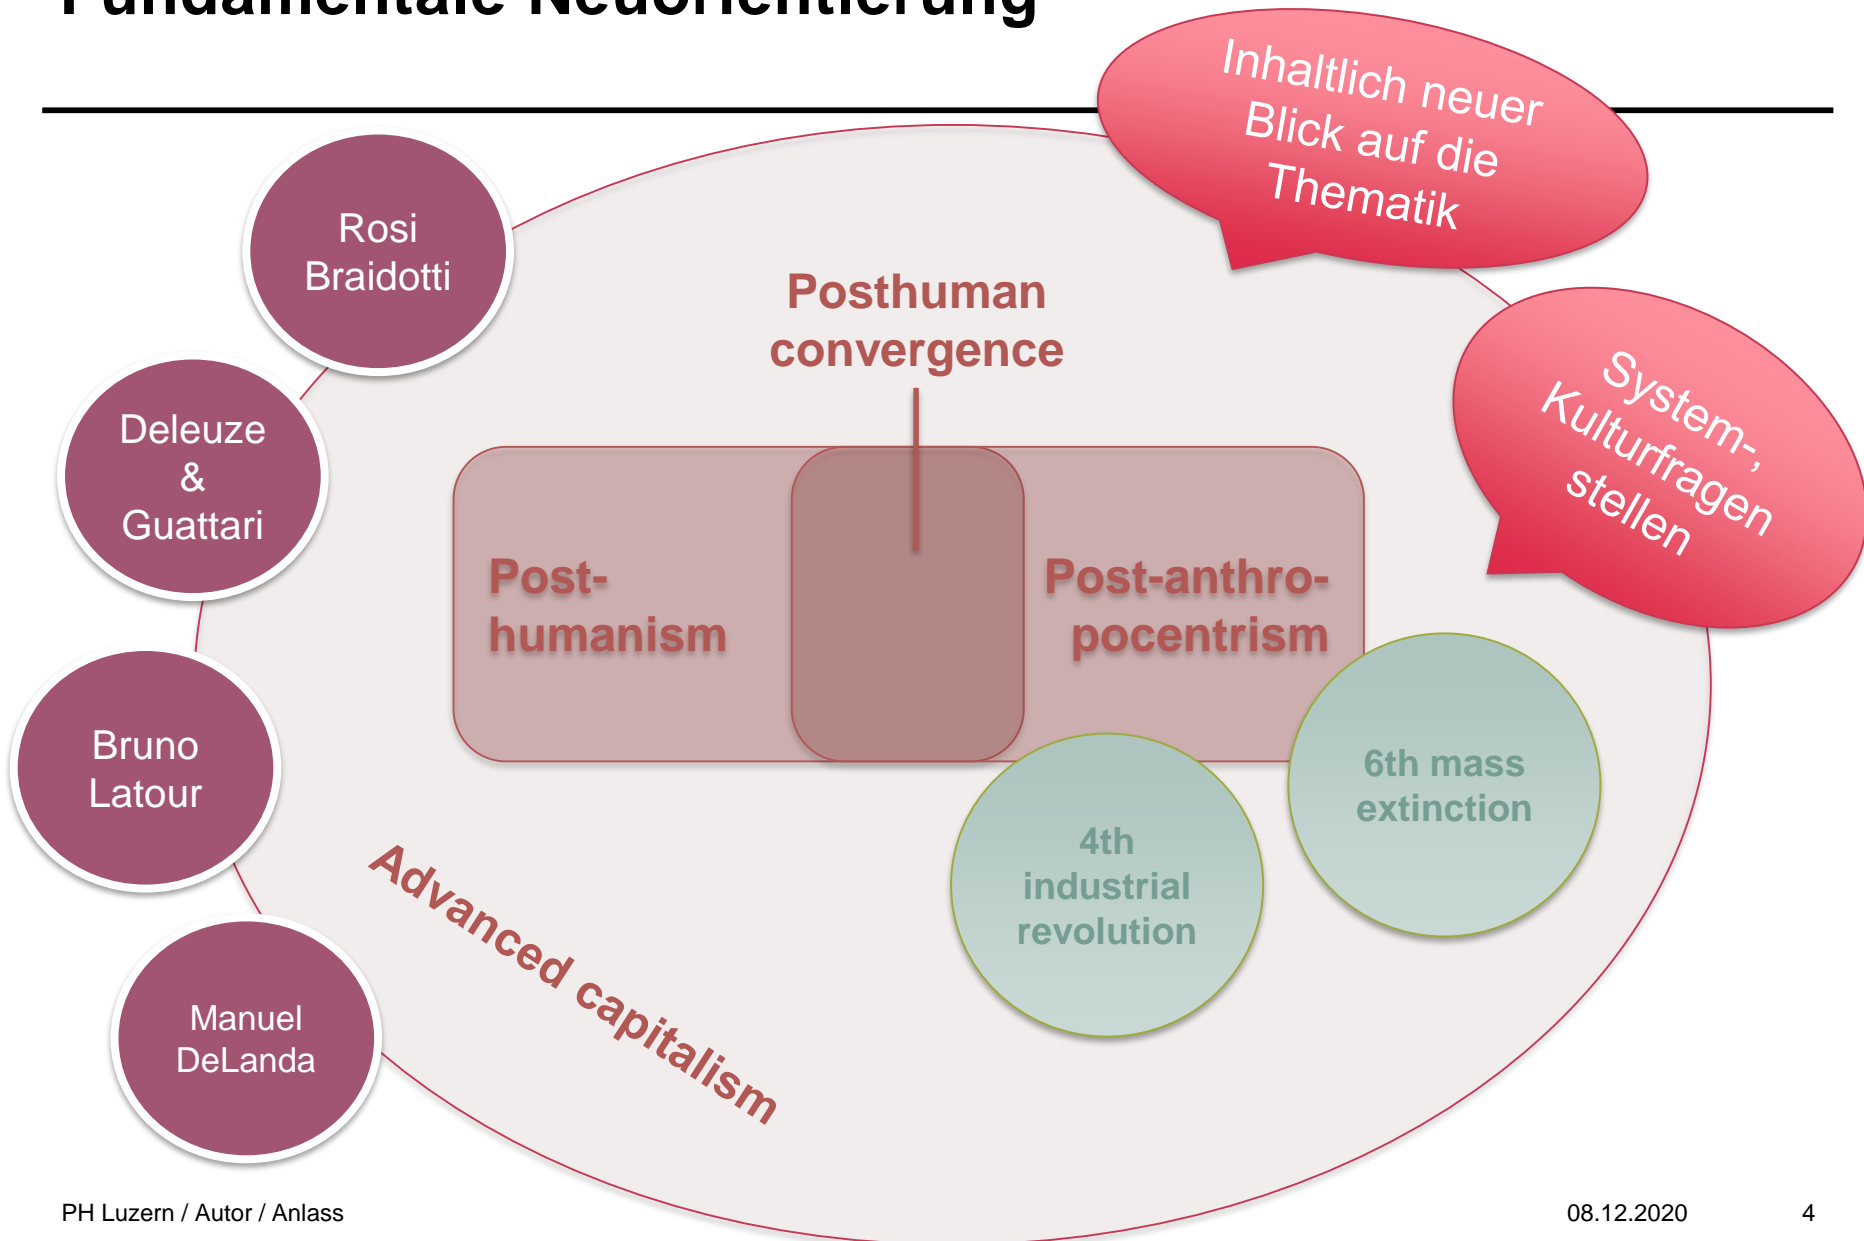 Fundamentale Neuorientierung
Inhaltlich neuer
Blick auf die
Thematik
Rosi
Braidotti
Posthuman
convergence
System-,
Kulturfragen
stellen
Deleuze
&
Guattari
Post-
humanism
Post-anthro-
pocentrism
Bruno
Latour
6th mass
extinction
4th
industrial
revolution
Advanced capitalism
Manuel
DeLanda
PH Luzern / Autor / Anlass
08.12.2020
4